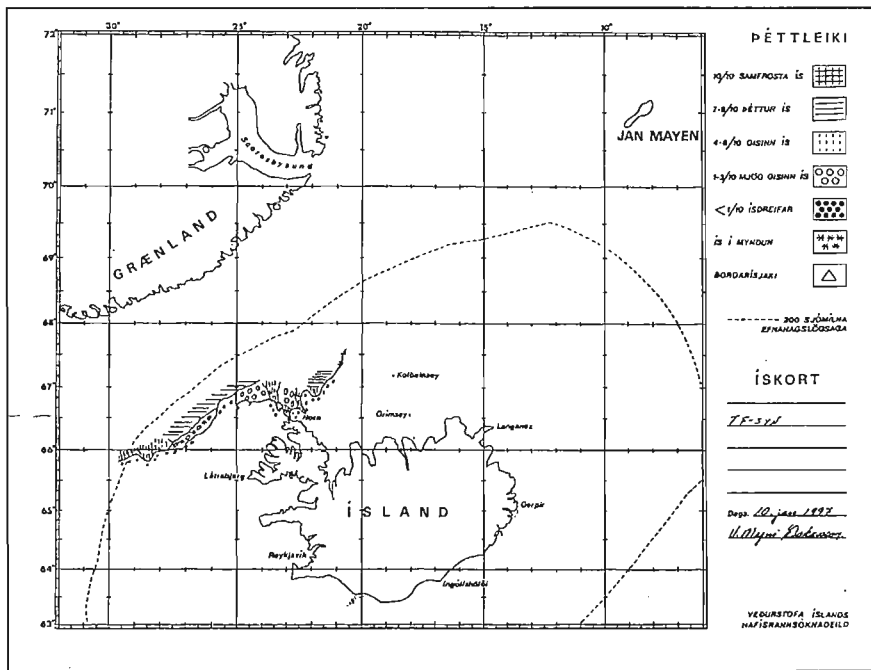 30° 25° 20° 15° 10°
72°
71°
70°
69°
68°
67°
66°
65°
64°
63°
Scoresbysund
GRÆNLAND
JAN MAYEN
Kolbeinsey
Grímsey
Horn
Langanes
Látrabjarg
ÍSLAND
Gerpir
Reykjavík
Ingólfshöfði
ÞÉTTLEIKI
10/10 SAMFROSTA ÍS
7-9/10 ÞÉTTUR ÍS
4-6/10 GISINN ÍS
1-3/10 MJÖG GISINN ÍS
<1/10 ÍSDREIFAR
ÍS Í MYNDUN
BORGARÍSJAKI
200 SJÓMÍLNA
EFNAHAGSLÖGSAGA
ÍSKORT
TF-SYN
Dags. 10. jan. 1997
VEÐURSTOFA ÍSLANDS
HAFÍSRANNSÓKNADEILD